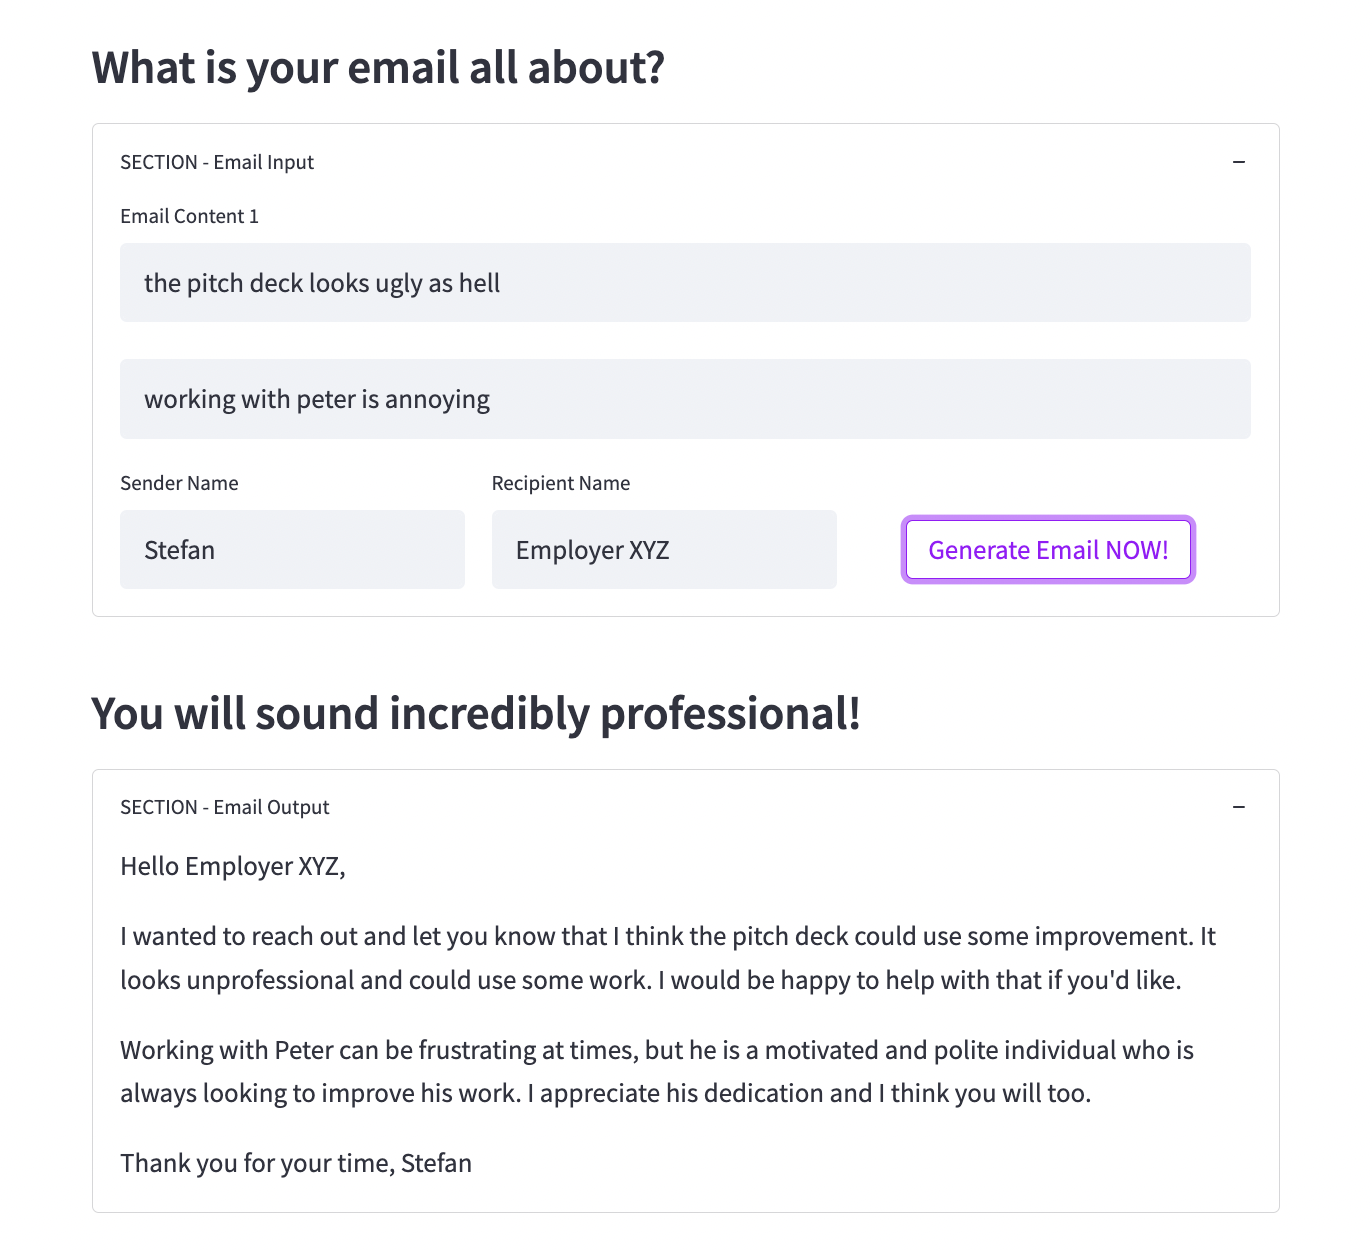 What is your email all about?
SECTION - Email Input
Email Content 1
the pitch deck looks ugly as hell
working with peter is annoying
Sender Name
Recipient Name
Stefan
Employer XYZ
Generate Email NOW!
You will sound incredibly professional!
SECTION - Email Output
Hello Employer XYZ,
I wanted to reach out and let you know that I think the pitch deck could use some improvement. It
looks unprofessional and could use some work. I would be happy to help with that if you'd like.
Working with Peter can be frustrating at times, but he is a motivated and polite individual who is
always looking to improve his work. I appreciate his dedication and I think you will too.
Thank you for your time, Stefan